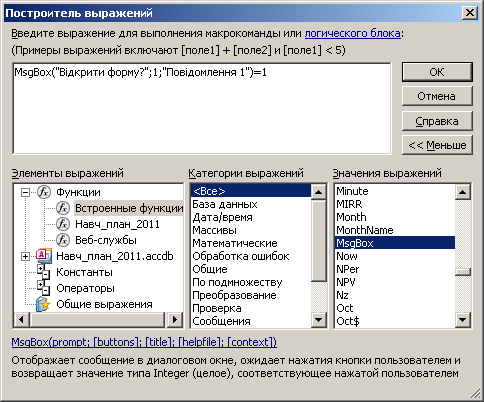 Построитель выражений
Введите выражение для выполнения макрокоманды или логического блока:
(Примеры выражений включают [поле1] + [поле2] и [поле1] < 5)
MsgBox("Відкрити форму?";1;"Повідомлення 1")=1
ОК
Отмена
Справка
<< Меньше
Элементы выражений
Функции
Встроенные функции
Навч_план_2011
Веб-службы
Навч_план_2011.accdb
Константы
Операторы
Общие выражения
Категории выражений
<Все>
База данных
Дата/время
Массивы
Математические
Обработка ошибок
Общие
По подмножеству
Преобразование
Проверка
Сообщения
Значения выражений
Minute
MIRR
Month
MonthName
MsgBox
Now
NPer
NPV
Nz
Oct
Oct$
MsgBox(prompt; [buttons]; [title]; [helpfile]; [context])
Отображает сообщение в диалоговом окне, ожидает нажатия кнопки пользователем и
возвращает значение типа Integer (целое), соответствующее нажатой пользователем